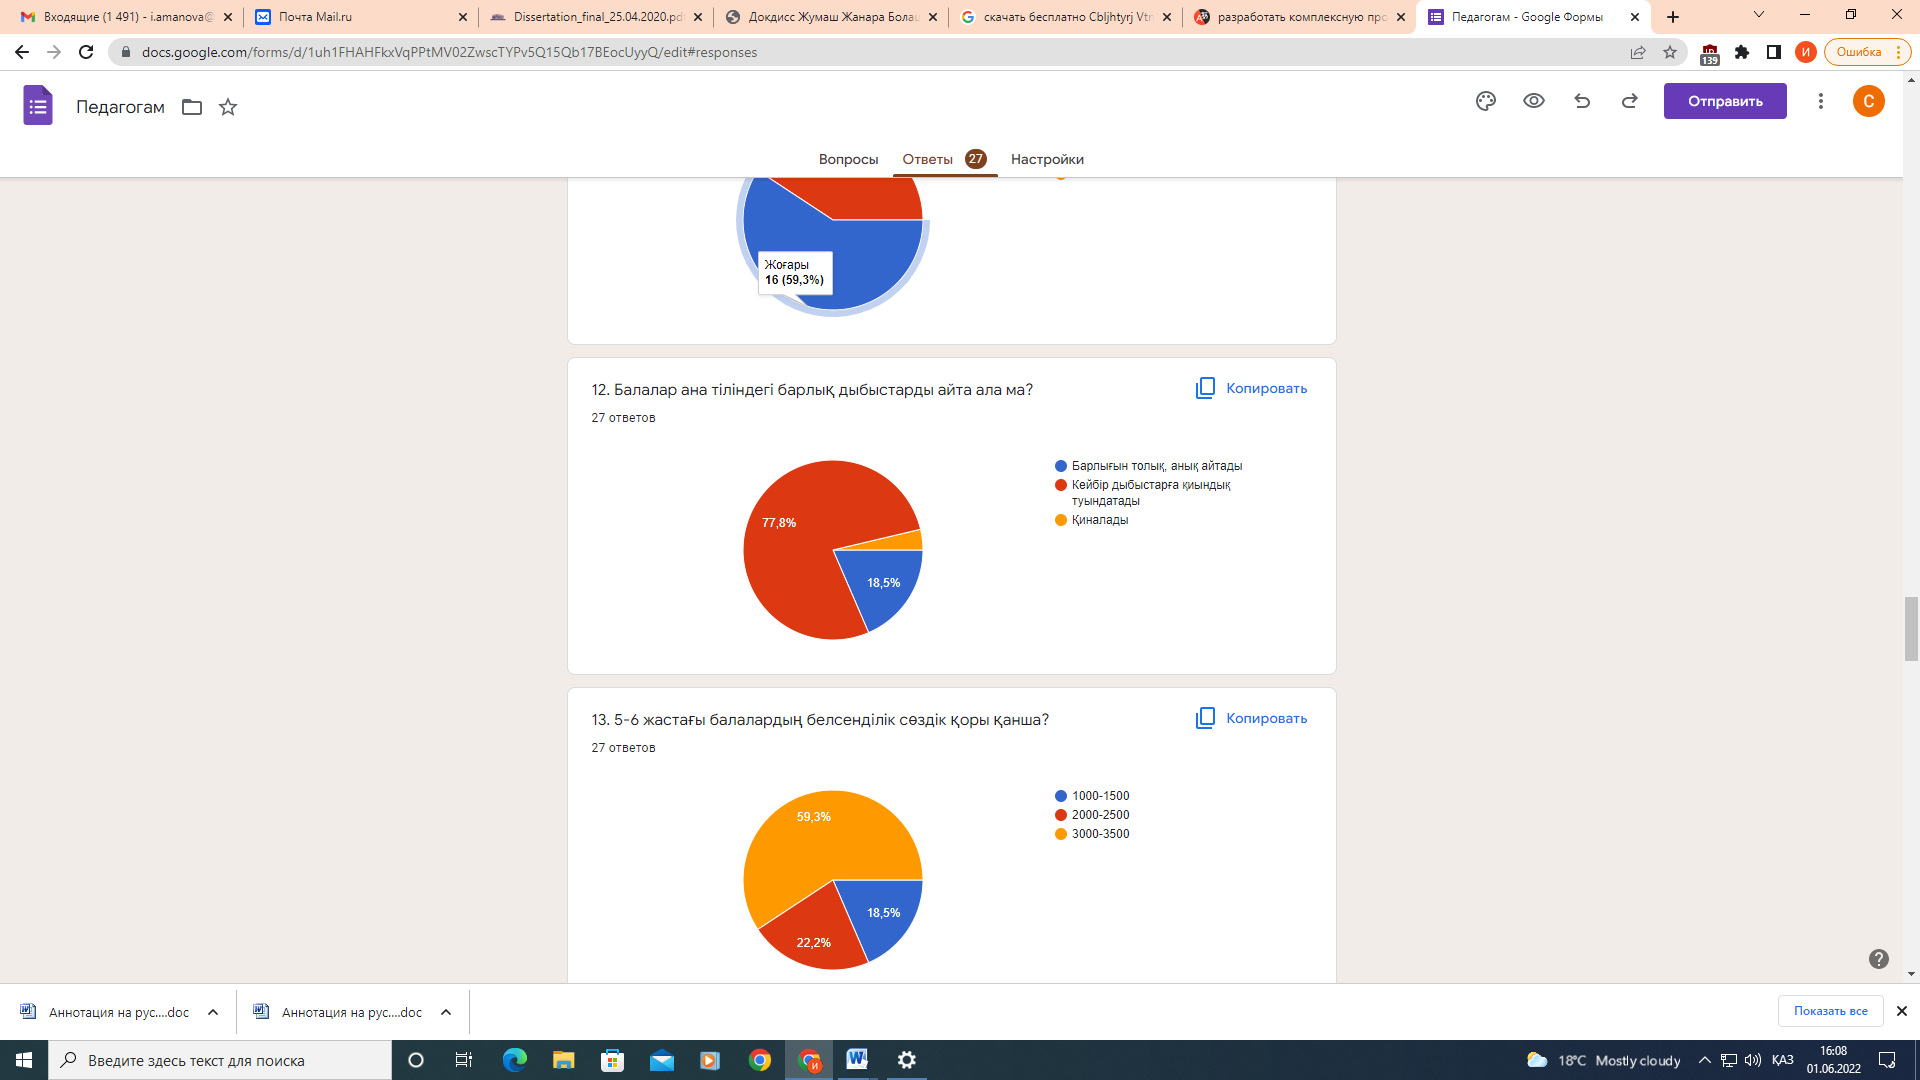 Входящие (1 491) - i.amanova@
Почта Mail.ru
Dissertation_final_25.04.2020.pd
Докдисс Жумаш Жанара Бола
скачать бесплатно Cbljhtyrj Vtr
разработать комплексную про
Педагогам - Google Формы
docs.google.com/forms/d/1uh1FHAHFkxVqPPtMV02ZwscTYPv5Q15Qb17BEocUyyQ/edit#responses
139
И
Ошибка
Педагогам
Отправить
С
Вопросы
Ответы 27
Настройки
Жоғары
16 (59,3%)
12. Балалар ана тіліндегі барлық дыбыстарды айта ала ма?
Копировать
27 ответов
Барлығын толық, анық айтады
Кейбір дыбыстарға қиындық
туындатады
Қиналады
77,8%
18,5%
13. 5-6 жастағы балалардың белсенділік сөздік қоры қанша?
Копировать
27 ответов
1000-1500
2000-2500
3000-3500
59,3%
18,5%
22,2%
Аннотация на рус....doc
Аннотация на рус....doc
Показать все
Введите здесь текст для поиска
18°C Mostly cloudy
ҚАЗ
16:08
01.06.2022